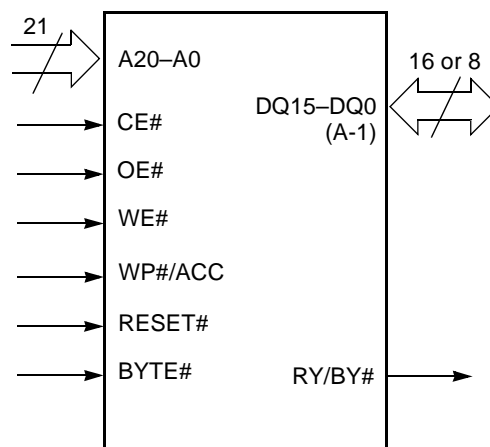 21
A20–A0
16 or 8
DQ15–DQ0
(A-1)
CE#
OE#
WE#
WP#/ACC
RESET#
BYTE#
RY/BY#